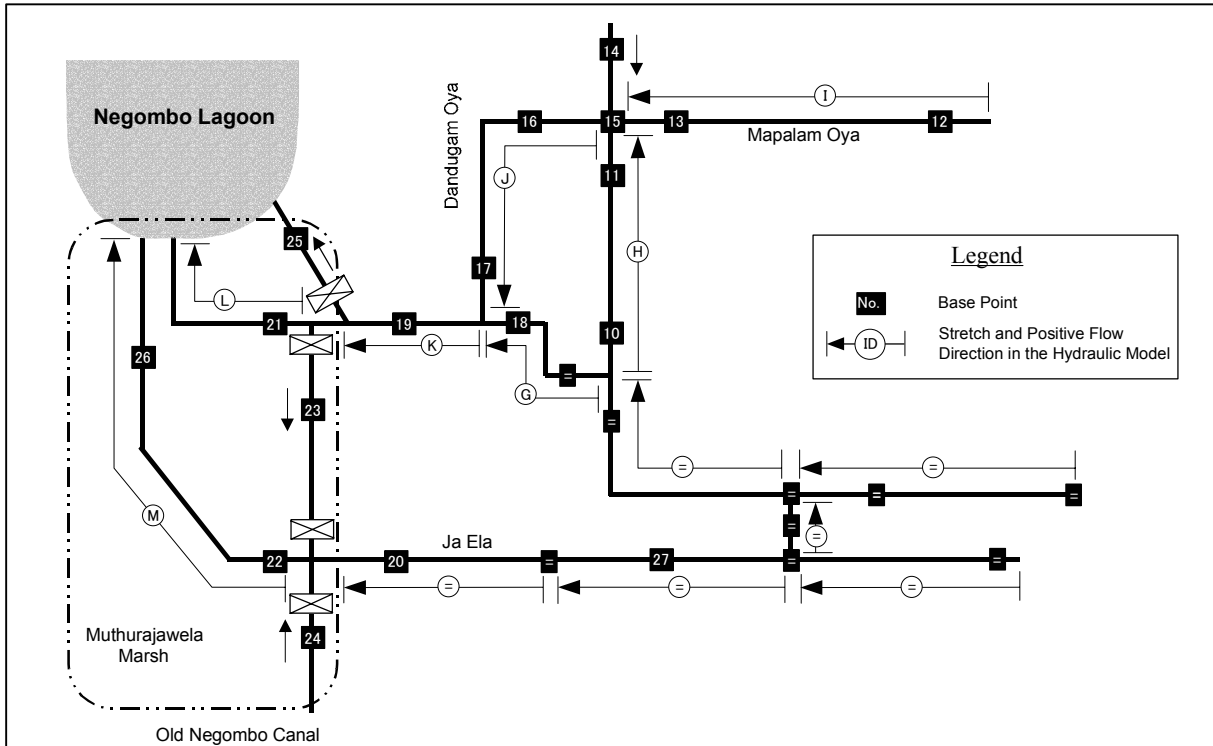 14
I
Negombo Lagoon
16
15
13
12
Mapalam Oya
Dandugam Oya
J
11
25
H
17
L
21
19
18
10
K
=
G
=
26
23
=
=
M
=
=
=
=
=
Ja Ela
22
20
=
27
=
=
=
=
=
24
Muthurajawela
Marsh
Old Negombo Canal
Legend
No.
Base Point
ID
Stretch and Positive Flow
Direction in the Hydraulic Model